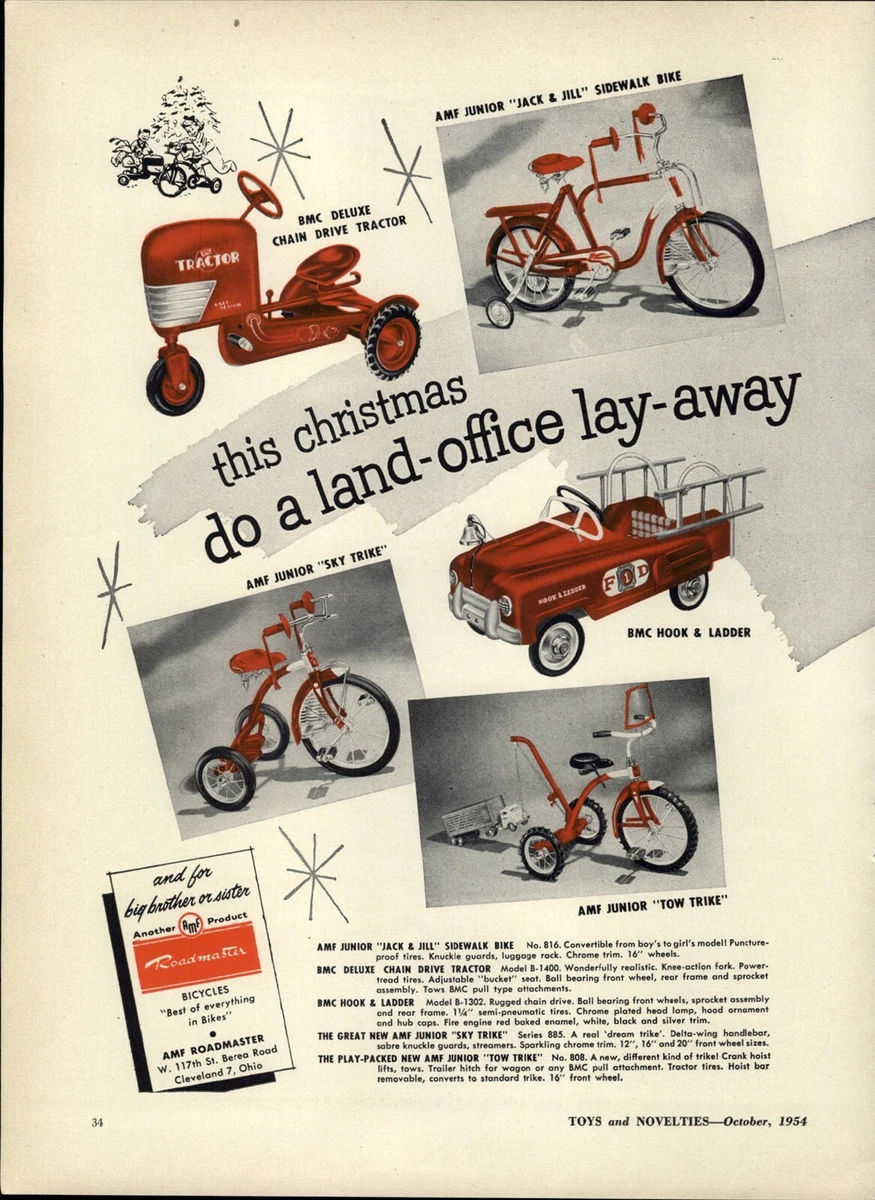 AMF JUNIOR "JACK & JILL" SIDEWALK BIKE
BMC DELUXE
CHAIN DRIVE TRACTOR
TRACTOR
this christmas
do a land-office lay-away
HOOK & LADDER
F 1 D
BMC HOOK & LADDER
AMF JUNIOR "SKY TRIKE"
AMF JUNIOR "TOW TRIKE"
and for
big brother or sister
Another AMF Product
Roadmaster
BICYCLES
"Best of everything
in Bikes"
•
AMF ROADMASTER
W. 117th St. Berea Road
Cleveland 7, Ohio
AMF JUNIOR "JACK & JILL" SIDEWALK BIKE No. 816. Convertible from boy's to girl's model! Puncture-
proof tires. Knuckle guards, luggage rack. Chrome trim. 16" wheels.
BMC DELUXE CHAIN DRIVE TRACTOR Model B-1400. Wonderfully realistic. Knee-action fork. Power-
tread tires. Adjustable "bucket" seat. Ball bearing front wheel, rear frame and sprocket
assembly. Tows BMC pull type attachments.
BMC HOOK & LADDER Model B-1302. Rugged chain drive. Ball bearing front wheels, sprocket assembly
and rear frame. 1¼" semi-pneumatic tires. Chrome plated head lamp, hood ornament
and hub caps. Fire engine red baked enamel, white, black and silver trim.
THE GREAT NEW AMF JUNIOR "SKY TRIKE" Series 885. A real 'dream trike'. Delta-wing handlebar,
sabre knuckle guards, streamers. Sparkling chrome trim. 12", 16" and 20" front wheel sizes.
THE PLAY-PACKED NEW AMF JUNIOR "TOW TRIKE" No. 808. A new, different kind of trike! Crank hoist
lifts, tows. Trailer hitch for wagon or any BMC pull attachment. Tractor tires. Hoist bar
removable, converts to standard trike. 16" front wheel.
34
TOYS and NOVELTIES—October, 1954